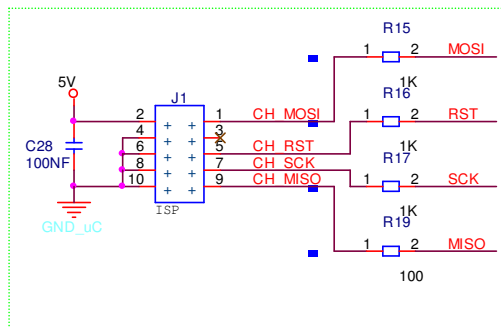 R15
1 2 MOSI
1K
5V
J1
R16
2 1 CH_MOSI
1 2 RST
4 3
6 5 CH_RST
1K
C28
100NF
R17
8 7 CH_SCK
10 9 CH_MISO
1 2 SCK
ISP
1K
GND_uC
R19
1 2 MISO
100